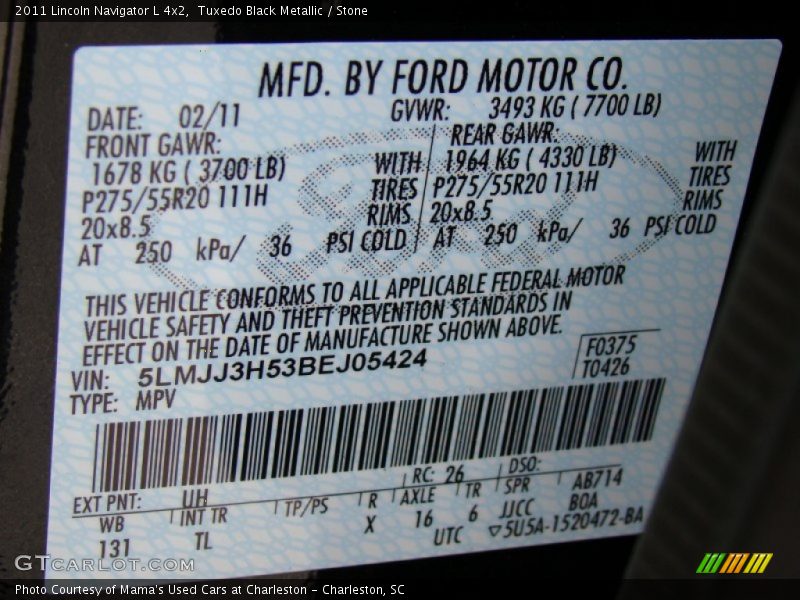 2011 Lincoln Navigator L 4x2,  Tuxedo Black Metallic / Stone
MFD. BY FORD MOTOR CO.
DATE: 02/11 GVWR: 3493 KG ( 7700 LB)
FRONT GAWR: REAR GAWR:
1678 KG ( 3700 LB) WITH 1964 KG ( 4330 LB) WITH
P275/55R20 111H TIRES P275/55R20 111H TIRES
20x8.5 RIMS 20x8.5 RIMS
AT 250 kPa/ 36 PSI COLD AT 250 kPa/ 36 PSI COLD
Ford
THIS VEHICLE CONFORMS TO ALL APPLICABLE FEDERAL MOTOR
VEHICLE SAFETY AND THEFT PREVENTION STANDARDS IN
EFFECT ON THE DATE OF MANUFACTURE SHOWN ABOVE.
VIN: 5LMJJ3H53BEJ05424 F0375
TYPE: MPV T0426
EXT PNT: UH RC: 26 DSO:
WB INT TR TP/PS R AXLE TR SPR AB714
131 TL X 16 6 JJCC BOA
UTC ▽5U5A-1520472-BA
GTCarLot.com
Photo Courtesy of Mama's Used Cars at Charleston – Charleston, SC